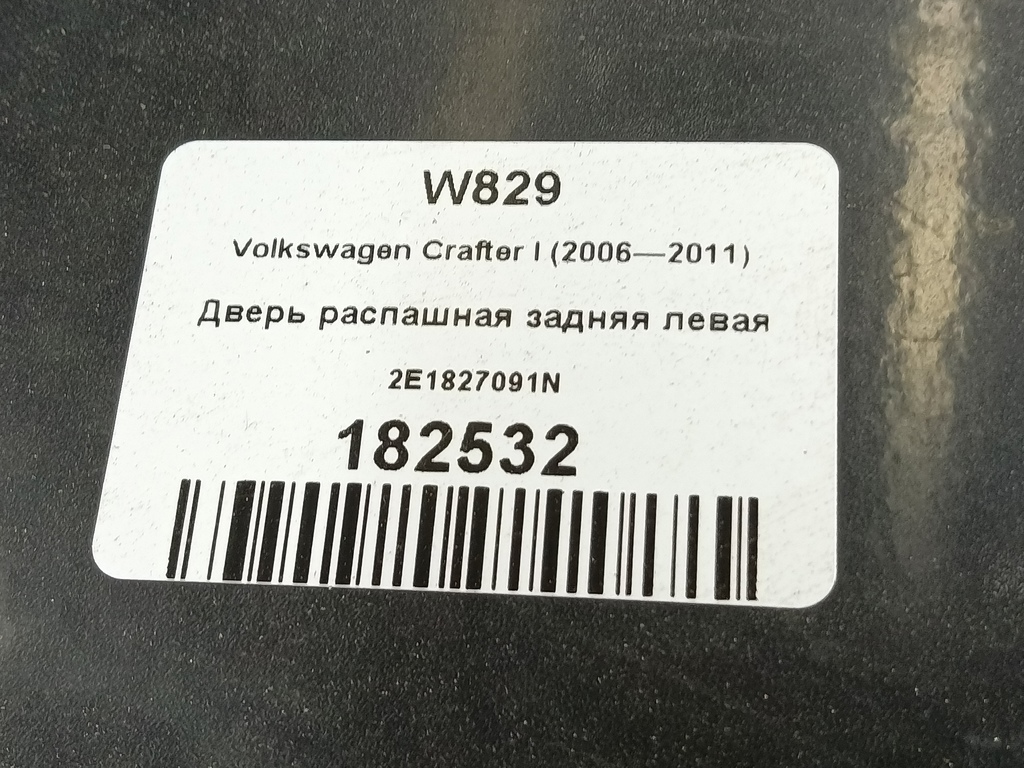 W829
Volkswagen Crafter I (2006—2011)
Дверь распашная задняя левая
2E1827091N
182532